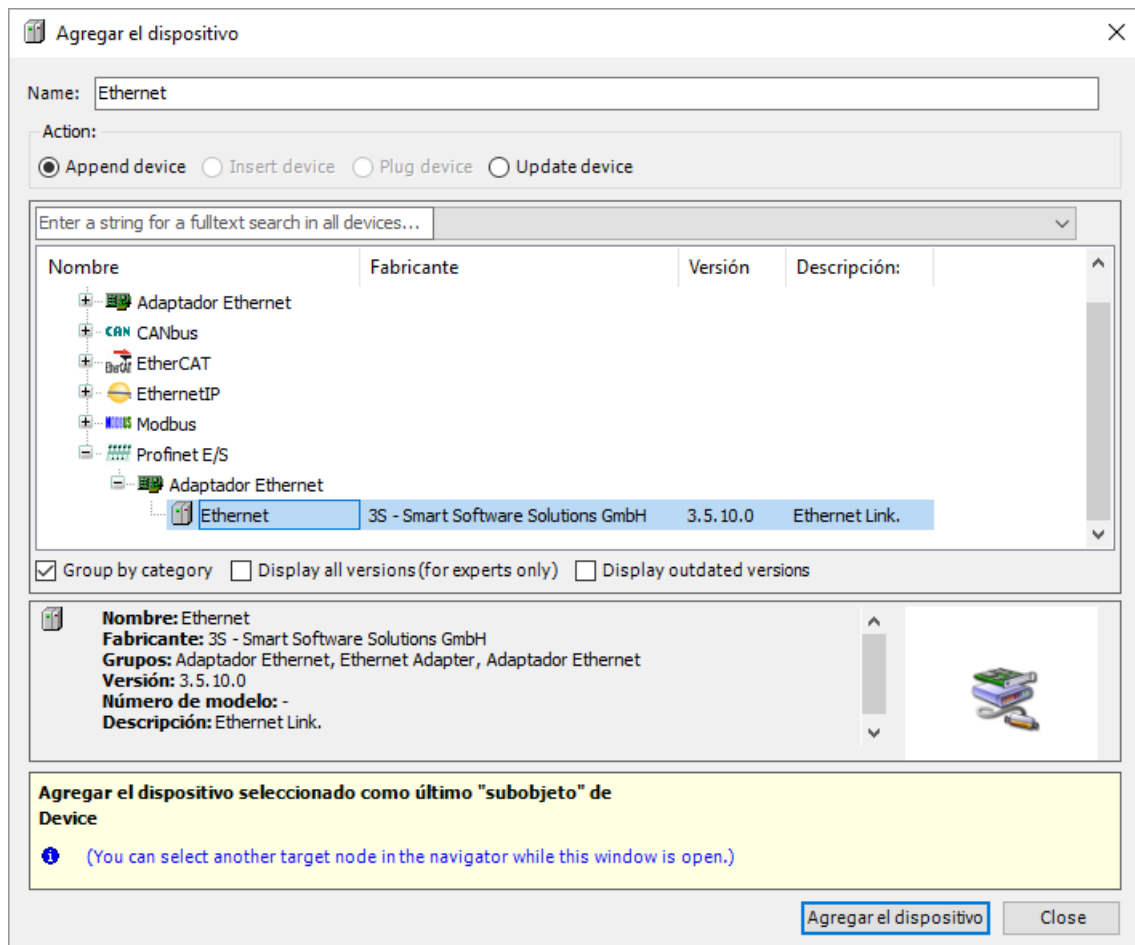 Agregar el dispositivo
Name: Ethernet
Action:
Append device Insert device Plug device Update device
Enter a string for a fulltext search in all devices...
Nombre Fabricante Versión Descripción:
Adaptador Ethernet
CAN CANbus
EtherCAT
EthernetIP
MODBUS Modbus
Profinet E/S
Adaptador Ethernet
Ethernet 3S - Smart Software Solutions GmbH 3.5.10.0 Ethernet Link.
Group by category Display all versions (for experts only) Display outdated versions
Nombre: Ethernet
Fabricante: 3S - Smart Software Solutions GmbH
Grupos: Adaptador Ethernet, Ethernet Adapter, Adaptador Ethernet
Versión: 3.5.10.0
Número de modelo: -
Descripción: Ethernet Link.
Agregar el dispositivo seleccionado como último "subobjeto" de
Device
(You can select another target node in the navigator while this window is open.)
Agregar el dispositivo Close